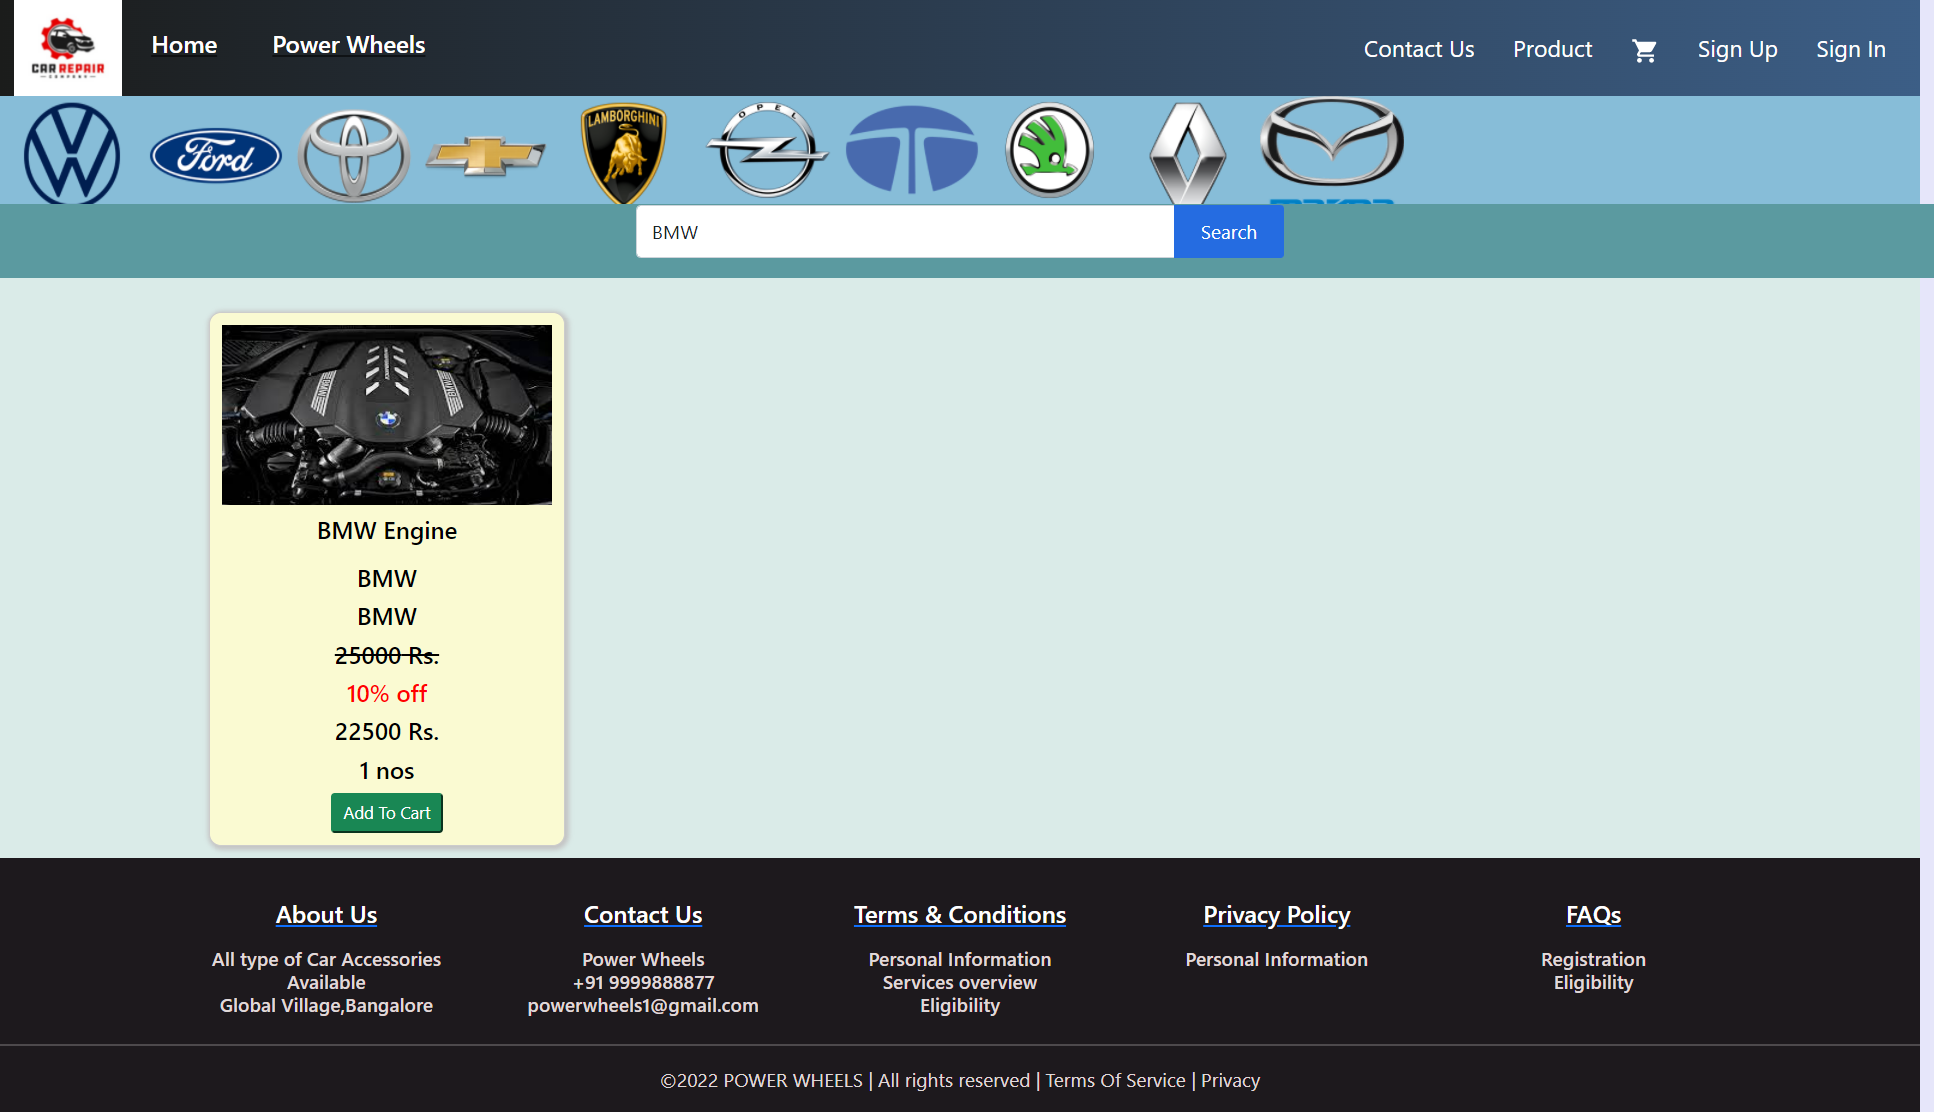 CAR REPAIR
COMPANY
Home
Power Wheels
Contact Us
Product
Sign Up
Sign In
Ford
LAMBORGHINI
OPEL
BMW
Search
BMW
BMW
BMW Engine
BMW
BMW
25000 Rs.
10% off
22500 Rs.
1 nos
Add To Cart
About Us
All type of Car Accessories
Available
Global Village,Bangalore
Contact Us
Power Wheels
+91 9999888877
powerwheels1@gmail.com
Terms & Conditions
Personal Information
Services overview
Eligibility
Privacy Policy
Personal Information
FAQs
Registration
Eligibility
©2022 POWER WHEELS | All rights reserved | Terms Of Service | Privacy